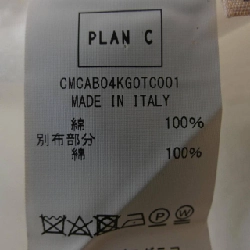 PLAN C
CMCAB04KG0TC001
MADE IN ITALY
綿 100%
別布部分
綿 100%
P W